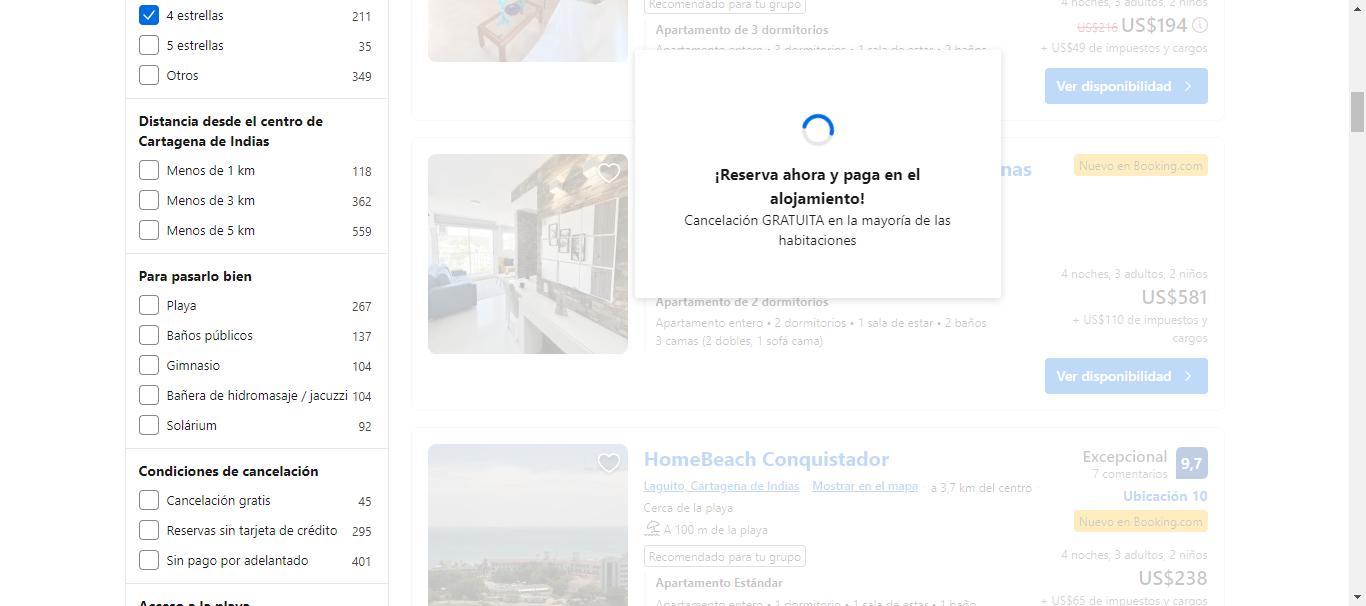 4 estrellas 211
5 estrellas 35
Otros 349
Distancia desde el centro de
Cartagena de Indias
Menos de 1 km 118
Menos de 3 km 362
Menos de 5 km 559
Para pasarlo bien
Playa 267
Baños públicos 137
Gimnasio 104
Bañera de hidromasaje / jacuzzi 104
Solárium 92
Condiciones de cancelación
Cancelación gratis 45
Reservas sin tarjeta de crédito 295
Sin pago por adelantado 401
Acceso a la playa
Recomendado para tu grupo
Apartamento de 3 dormitorios
Apartamento entero • 3 dormitorios • 1 sala de estar • 2 baños
4 noches, 3 adultos, 2 niños
US$216 US$194
+ US$49 de impuestos y cargos
Ver disponibilidad
¡Reserva ahora y paga en el
alojamiento!
Cancelación GRATUITA en la mayoría de las
habitaciones
nas
Nuevo en Booking.com
Apartamento de 2 dormitorios
Apartamento entero • 2 dormitorios • 1 sala de estar • 2 baños
3 camas (2 dobles, 1 sofá cama)
4 noches, 3 adultos, 2 niños
US$581
+ US$110 de impuestos y
cargos
Ver disponibilidad
HomeBeach Conquistador
Laguito, Cartagena de Indias Mostrar en el mapa a 3,7 km del centro
Cerca de la playa
A 100 m de la playa
Recomendado para tu grupo
Apartamento Estándar
Apartamento entero • 1 dormitorio • 1 sala de estar • 1 baño
Excepcional 9,7
7 comentarios
Ubicación 10
Nuevo en Booking.com
4 noches, 3 adultos, 2 niños
US$238
+ US$65 de impuestos y cargos